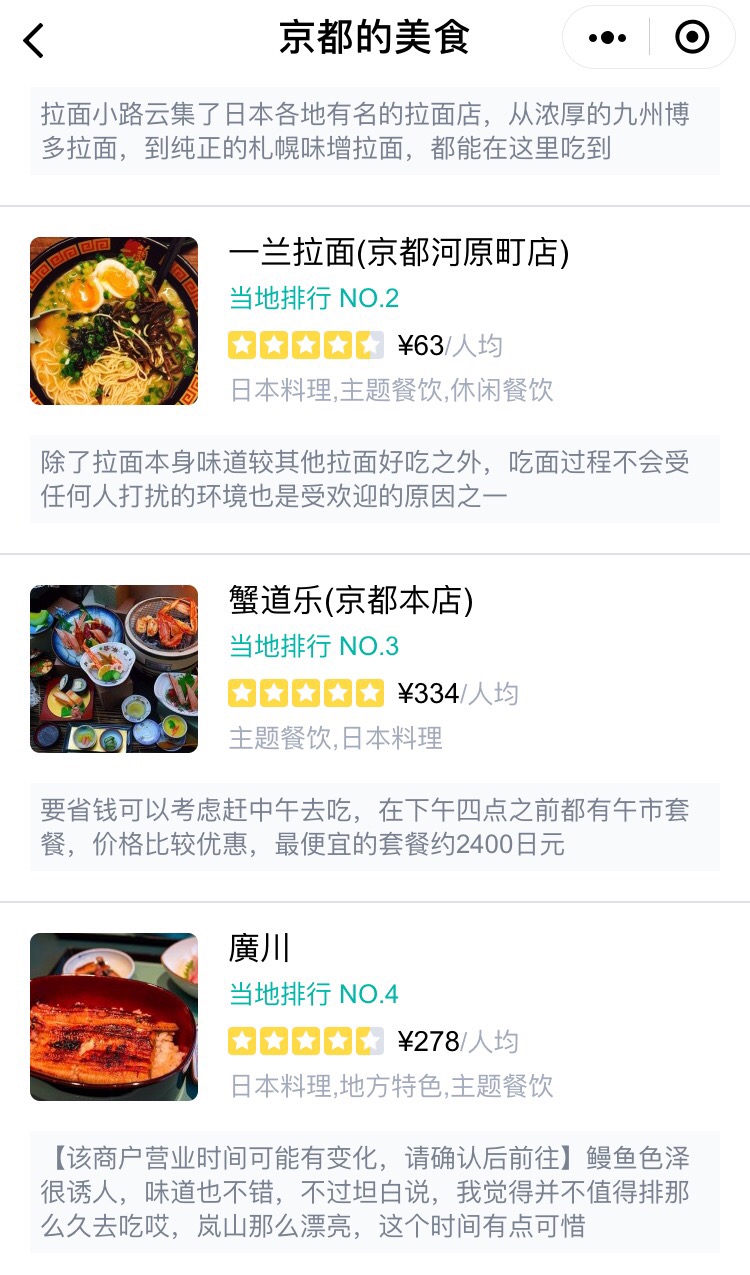 京都的美食
拉面小路云集了日本各地有名的拉面店，从浓厚的九州博
多拉面，到纯正的札幌味增拉面，都能在这里吃到
一兰拉面(京都河原町店)
当地排行 NO.2
¥63/人均
日本料理,主题餐饮,休闲餐饮
除了拉面本身味道较其他拉面好吃之外，吃面过程不会受
任何人打扰的环境也是受欢迎的原因之一
蟹道乐(京都本店)
当地排行 NO.3
¥334/人均
主题餐饮,日本料理
要省钱可以考虑赶中午去吃，在下午四点之前都有午市套
餐，价格比较优惠，最便宜的套餐约2400日元
廣川
当地排行 NO.4
¥278/人均
日本料理,地方特色,主题餐饮
【该商户营业时间可能有变化，请确认后前往】鳗鱼色泽
很诱人，味道也不错，不过坦白说，我觉得并不值得排那
么久去吃哎，岚山那么漂亮，这个时间有点可惜